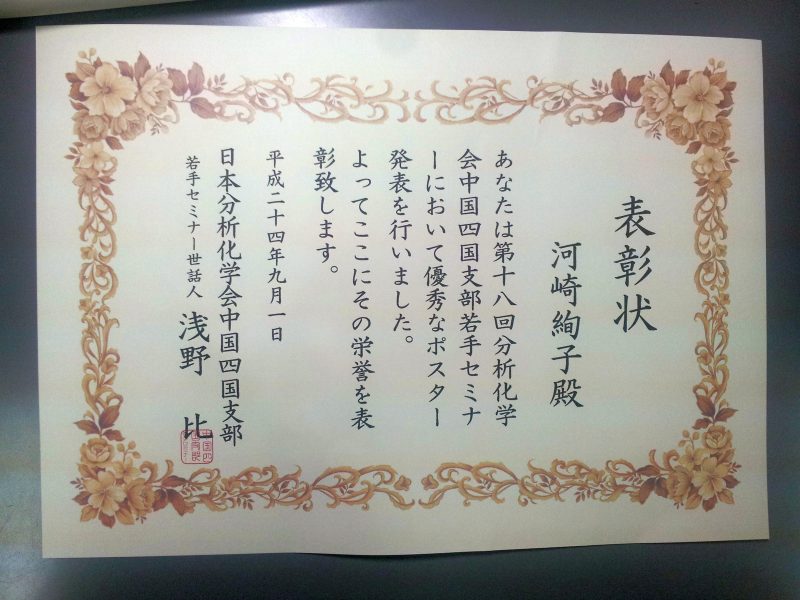 表彰状
河崎絢子殿
あなたは第十八回分析化学
会中国四国支部若手セミナ
ーにおいて優秀なポスター
発表を行いました。
よってここにその栄誉を表
彰致します。
平成二十四年九月一日
日本分析化学会中国四国支部
若手セミナー世話人 浅野 比